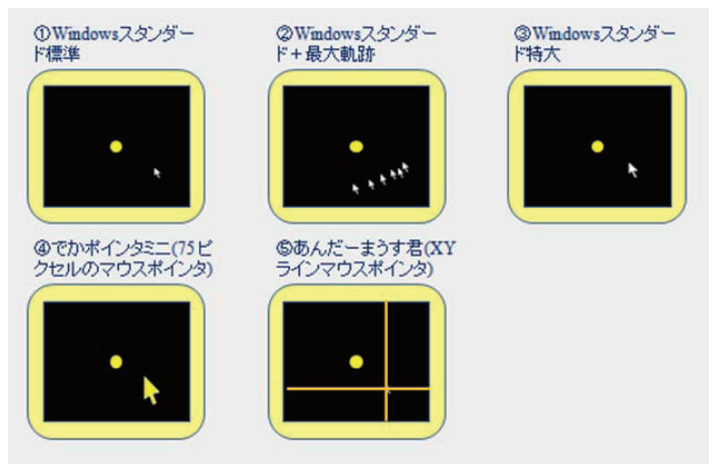 ①Windowsスタンダー
ド標準
②Windowsスタンダー
ド+最大軌跡
③Windowsスタンダー
ド特大
④でかポインタミニ(75ピ
クセルのマウスポインタ)
⑤あんだーまうす君(XY
ラインマウスポインタ)